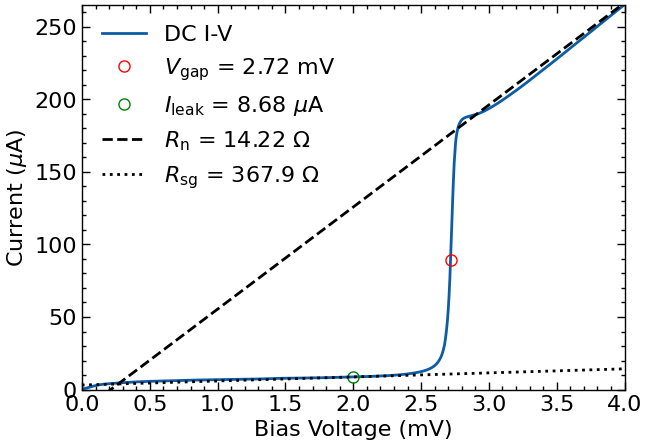 DC I-V
V_gap = 2.72 mV
I_leak = 8.68 μA
R_n = 14.22 Ω
R_sg = 367.9 Ω
250
200
150
100
50
0
Current (μA)
0.0 0.5 1.0 1.5 2.0 2.5 3.0 3.5 4.0
Bias Voltage (mV)